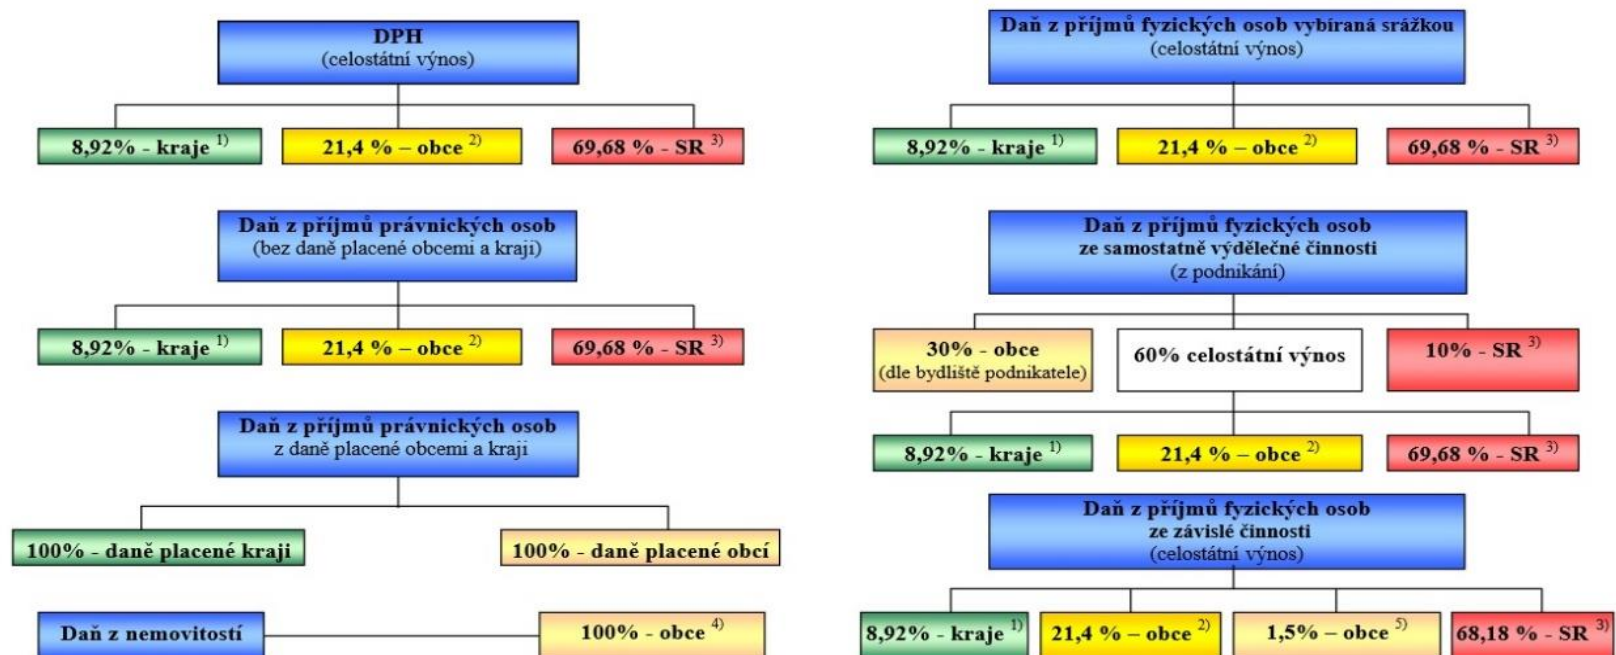 DPH
(celostátní výnos)
8,92% - kraje 1)
21,4 % – obce 2)
69,68 % - SR 3)
Daň z příjmů právnických osob
(bez daně placené obcemi a kraji)
8,92% - kraje 1)
21,4 % – obce 2)
69,68 % - SR 3)
Daň z příjmů právnických osob
z daně placené obcemi a kraji
100% - daně placené kraji
100% - daně placené obcí
Daň z nemovitostí
100% - obce 4)
Daň z příjmů fyzických osob vybíraná srážkou
(celostátní výnos)
8,92% - kraje 1)
21,4 % – obce 2)
69,68 % - SR 3)
Daň z příjmů fyzických osob
ze samostatně výdělečné činnosti
(z podnikání)
30% - obce
(dle bydliště podnikatele)
60% celostátní výnos
10% - SR 3)
8,92% - kraje 1)
21,4 % – obce 2)
69,68 % - SR 3)
Daň z příjmů fyzických osob
ze závislé činnosti
(celostátní výnos)
8,92% - kraje 1)
21,4 % – obce 2)
1,5% – obce 5)
68,18 % - SR 3)